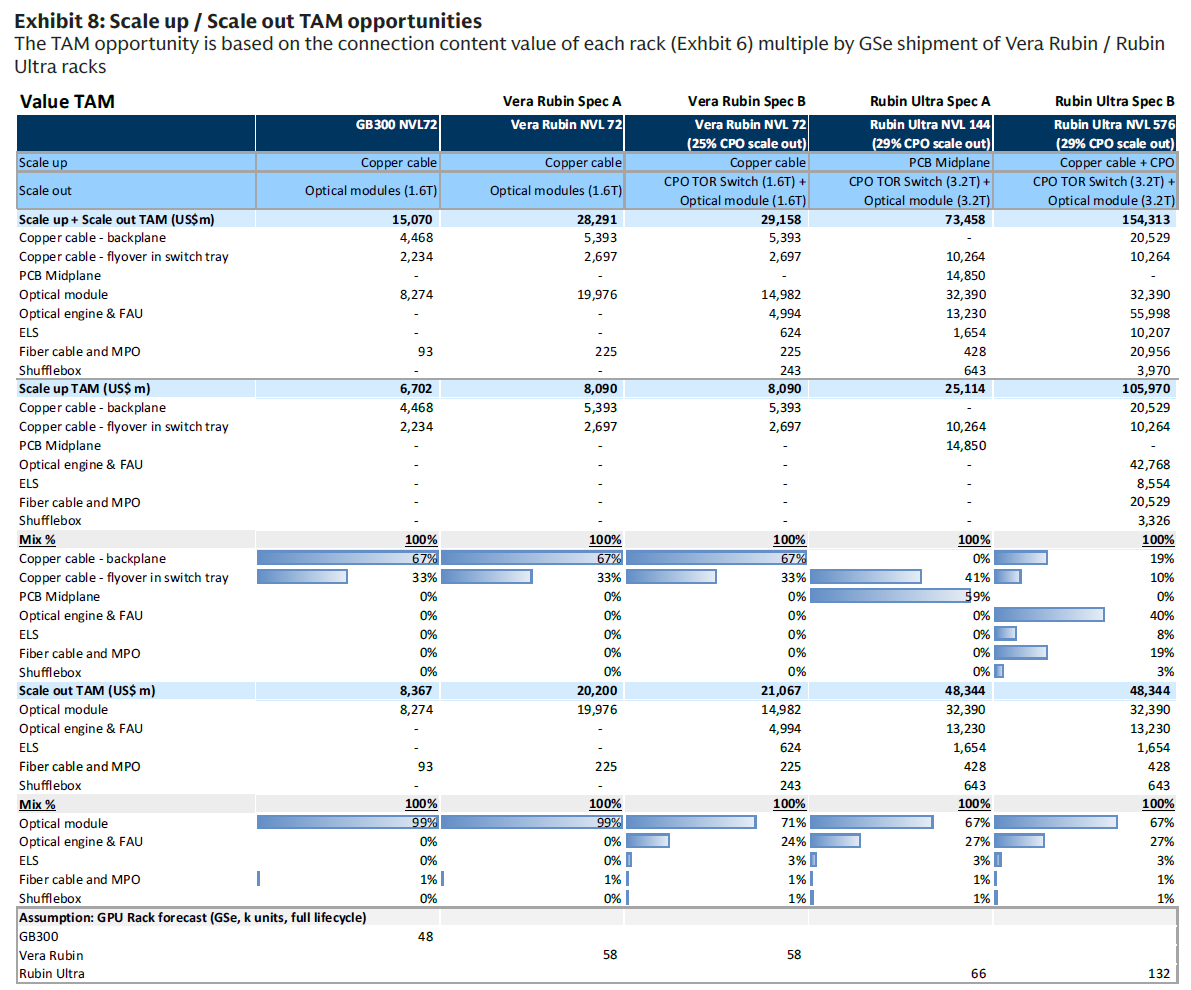 Exhibit 8: Scale up / Scale out TAM opportunities
The TAM opportunity is based on the connection content value of each rack (Exhbit 6) multiple by GSe shipment of Vera Rubin / Rubin
Ultra racks
Value TAM Vera Rubin Spec A Vera Rubin Spec B Rubin Ultra Spec A Rubin Ultra Spec B
GB300 NVL72 Vera Rubin NVL 72 Vera Rubin NVL 72 Rubin Ultra NVL 144 Rubin Ultra NVL 576
(25% CPO scale out) (29% CPO scale out) (29% CPO scale out)
Scale up Copper cable Copper cable Copper cable PCB Midplane Copper cable + CPO
Scale out Optical modules (1.6T) Optical modules (1.6T) CPO TOR Switch (1.6T) + CPO TOR Switch (3.2T) + CPO TOR Switch (3.2T) +
Optical module (1.6T) Optical module (3.2T) Optical module (3.2T)
Scale up + Scale out TAM (US$m) 15,070 28,291 29,158 73,458 154,313
Copper cable - backplane 4,468 5,393 5,393 - 20,529
Copper cable - flyover in switch tray 2,234 2,697 2,697 10,264 10,264
PCB Midplane - - - 14,850 -
Optical module 8,274 19,976 14,982 32,390 32,390
Optical engine & FAU - - 4,994 13,230 55,998
ELS - - 624 1,654 10,207
Fiber cable and MPO 93 225 225 428 20,956
Shufflebox - - 243 643 3,970
Scale up TAM (US$ m) 6,702 8,090 8,090 25,114 105,970
Copper cable - backplane 4,468 5,393 5,393 - 20,529
Copper cable - flyover in switch tray 2,234 2,697 2,697 10,264 10,264
PCB Midplane - - - 14,850 -
Optical engine & FAU - - - - 42,768
ELS - - - - 8,554
Fiber cable and MPO - - - - 20,529
Shufflebox - - - - 3,326
Mix % 100% 100% 100% 100% 100%
Copper cable - backplane 67% 67% 67% 0% 19%
Copper cable - flyover in switch tray 33% 33% 33% 41% 10%
PCB Midplane 0% 0% 0% 59% 0%
Optical engine & FAU 0% 0% 0% 0% 40%
ELS 0% 0% 0% 0% 8%
Fiber cable and MPO 0% 0% 0% 0% 19%
Shufflebox 0% 0% 0% 0% 3%
Scale out TAM (US$ m) 8,367 20,200 21,067 48,344 48,344
Optical module 8,274 19,976 14,982 32,390 32,390
Optical engine & FAU - - 4,994 13,230 13,230
ELS - - 624 1,654 1,654
Fiber cable and MPO 93 225 225 428 428
Shufflebox - - 243 643 643
Mix % 100% 100% 100% 100% 100%
Optical module 99% 99% 71% 67% 67%
Optical engine & FAU 0% 0% 24% 27% 27%
ELS 0% 0% 3% 3% 3%
Fiber cable and MPO 1% 1% 1% 1% 1%
Shufflebox 0% 0% 1% 1% 1%
Assumption: GPU Rack forecast (GSe, k units, full lifecycle)
GB300 48
Vera Rubin 58 58
Rubin Ultra 66 132